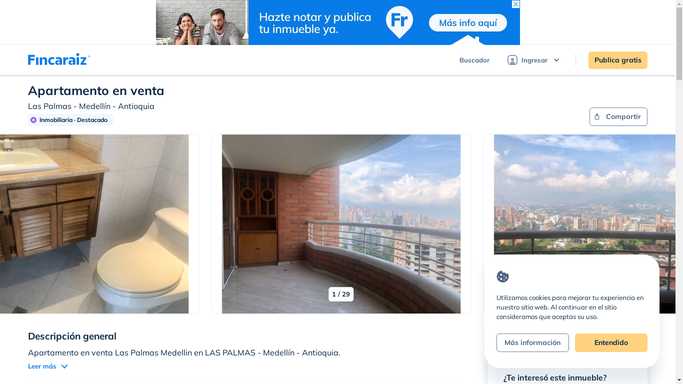 Hazte notar y publica
tu inmueble ya.
Fr
Más info aquí
Fincaraiz
Buscador
Ingresar
Publica gratis
Apartamento en venta
Las Palmas - Medellín - Antioquia
Inmobiliaria · Destacado
Compartir
1 / 29
Utilizamos cookies para mejorar tu experiencia en
nuestro sitio web. Al continuar en el sitio
consideramos que aceptas su uso.
Más información
Entendido
Descripción general
Apartamento en venta Las Palmas Medellin en LAS PALMAS - Medellín - Antioquia.
Leer más
¿Te interesó este inmueble?